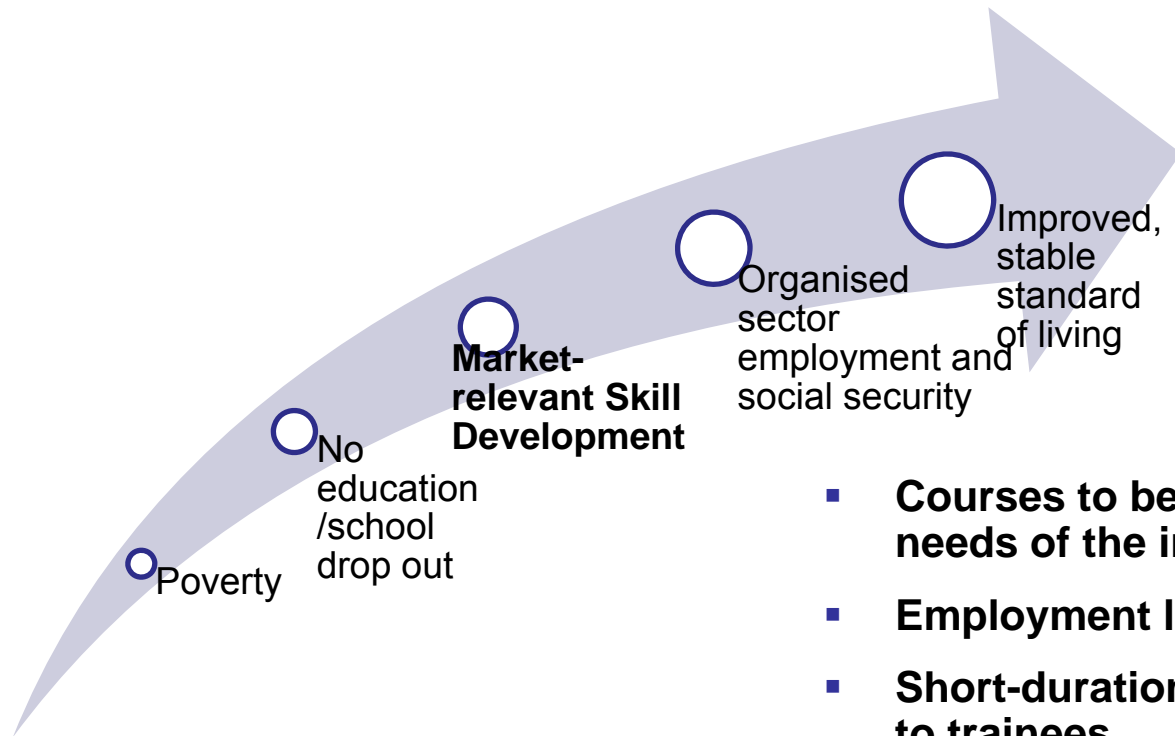 Poverty
No
education
/school
drop out
Market-
relevant Skill
Development
Organised
sector
employment and
social security
Improved,
stable
standard
of living
▪ Courses to be
needs of the
▪ Employment
▪ Short-duration
to trainees